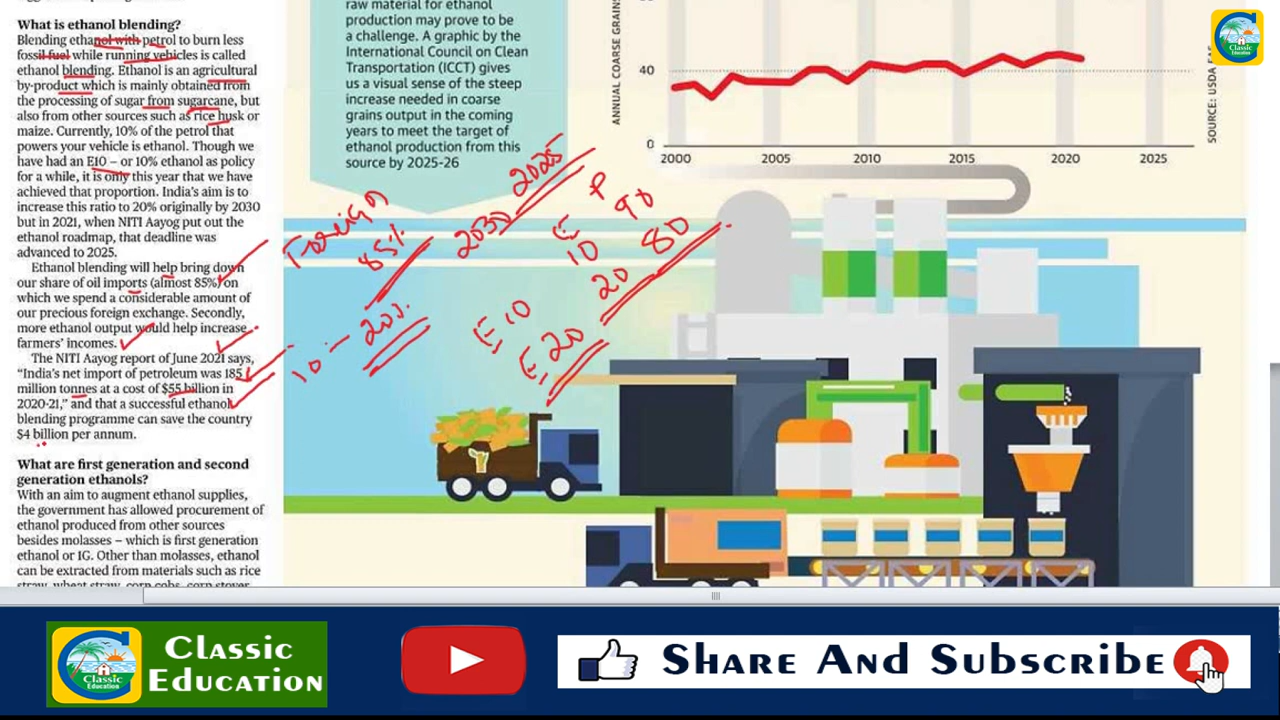 What is ethanol blending?
Blending ethanol with petrol to burn less
fossil fuel while running vehicles is called
ethanol blending. Ethanol is an agricultural
by-product which is mainly obtained from
the processing of sugar from sugarcane, but
also from other sources such as rice husk or
maize. Currently, 10% of the petrol that
powers your vehicle is ethanol. Though we
have had an E10 – or 10% ethanol as policy
for a while, it is only this year that we have
achieved that proportion. India's aim is to
increase this ratio to 20% originally by 2030
but in 2021, when NITI Aayog put out the
ethanol roadmap, that deadline was
advanced to 2025.
Ethanol blending will help bring down
our share of oil imports (almost 85%) on
which we spend a considerable amount of
our precious foreign exchange. Secondly,
more ethanol output would help increase
farmers' incomes.
The NITI Aayog report of June 2021 says,
“India's net import of petroleum was 185
million tonnes at a cost of $55 billion in
2020-21,” and that a successful ethanol
blending programme can save the country
$4 billion per annum.
What are first generation and second
generation ethanols?
With an aim to augment ethanol supplies,
the government has allowed procurement of
ethanol produced from other sources
besides molasses – which is first generation
ethanol or 1G. Other than molasses, ethanol
can be extracted from materials such as rice
straw, wheat straw, corn cobs, corn stover,
raw material for ethanol
production may prove to be
a challenge. A graphic by the
International Council on Clean
Transportation (ICCT) gives
us a visual sense of the steep
increase needed in coarse
grains output in the coming
years to meet the target of
ethanol production from this
source by 2025-26
ANNUAL COARSE GRAINS
40
0
2000 2005 2010 2015 2020 2025
SOURCE: USDA FAS
Foreign
85%
10 – 20%
2030 2025
E P
10 90
20 80
E, 10
E, 20
Classic
Education
Classic
Education
Classic
Education
Share And Subscribe